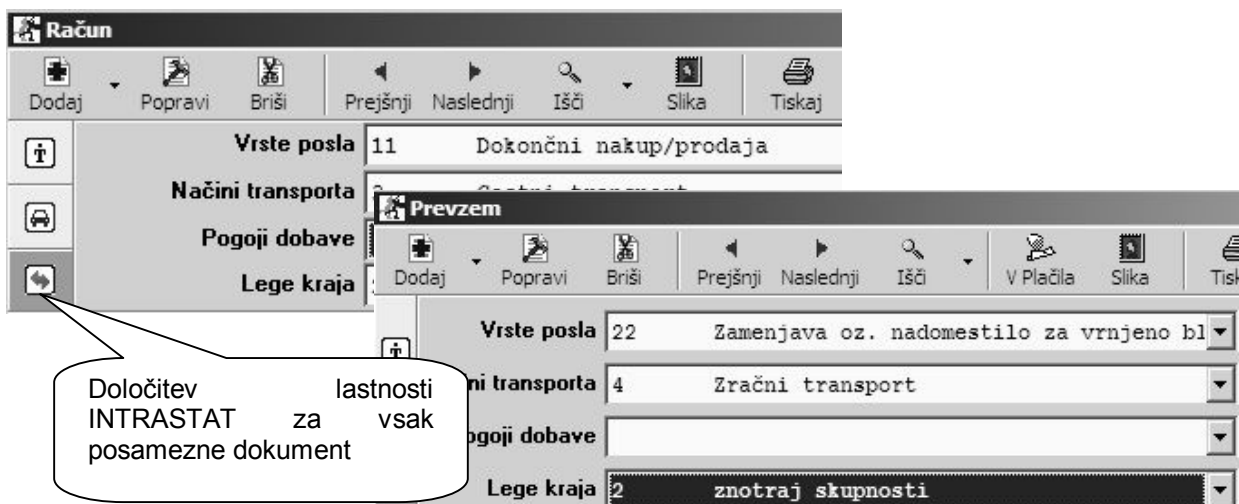 Račun
Dodaj Popravi Briši Prejšnji Naslednji Išči Slika Tiskaj
Vrste posla 11 Dokončni nakup/prodaja
Načini transporta
Pogoji dobave
Lege kraja
Prevzem
Dodaj Popravi Briši Prejšnji Naslednji Išči V Plačila Slika Tisk
Vrste posla 22 Zamenjava oz. nadomestilo za vrnjeno bl
ni transporta 4 Zračni transport
ogoji dobave
Lege kraja 2 znotraj skupnosti
Določitev lastnosti
INTRASTAT za vsak
posamezne dokument